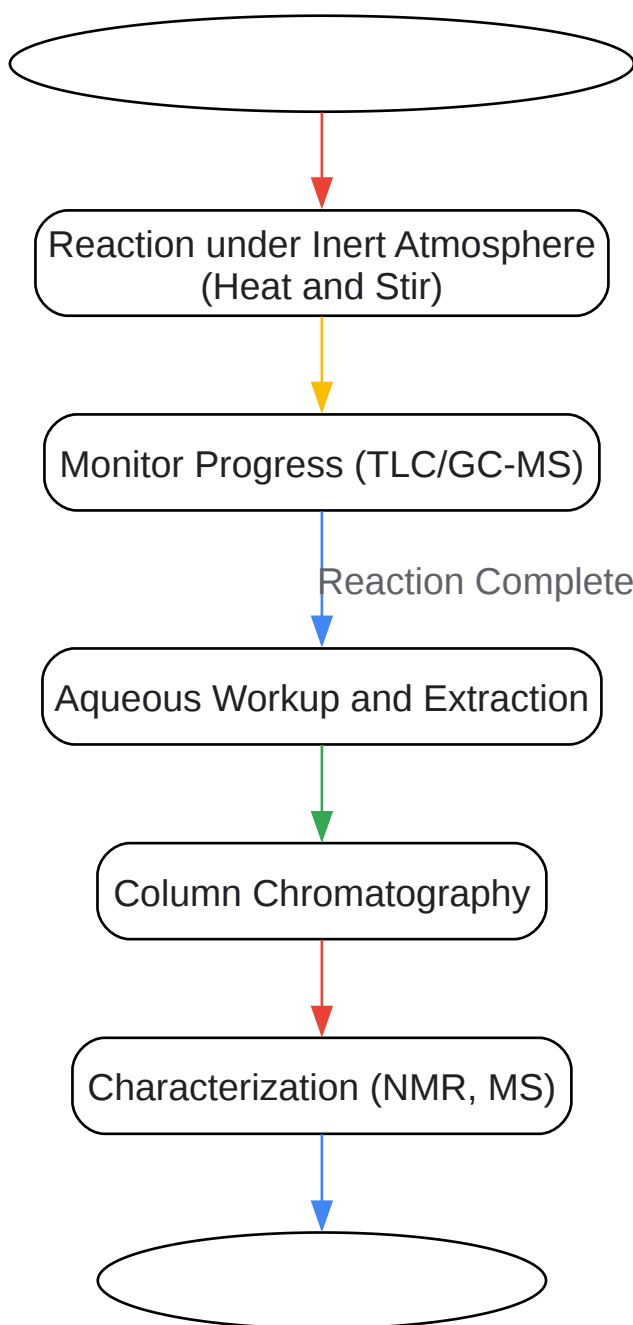 Reaction under Inert Atmosphere
(Heat and Stir)
Monitor Progress (TLC/GC-MS)
Reaction Complete
Aqueous Workup and Extraction
Column Chromatography
Characterization (NMR, MS)